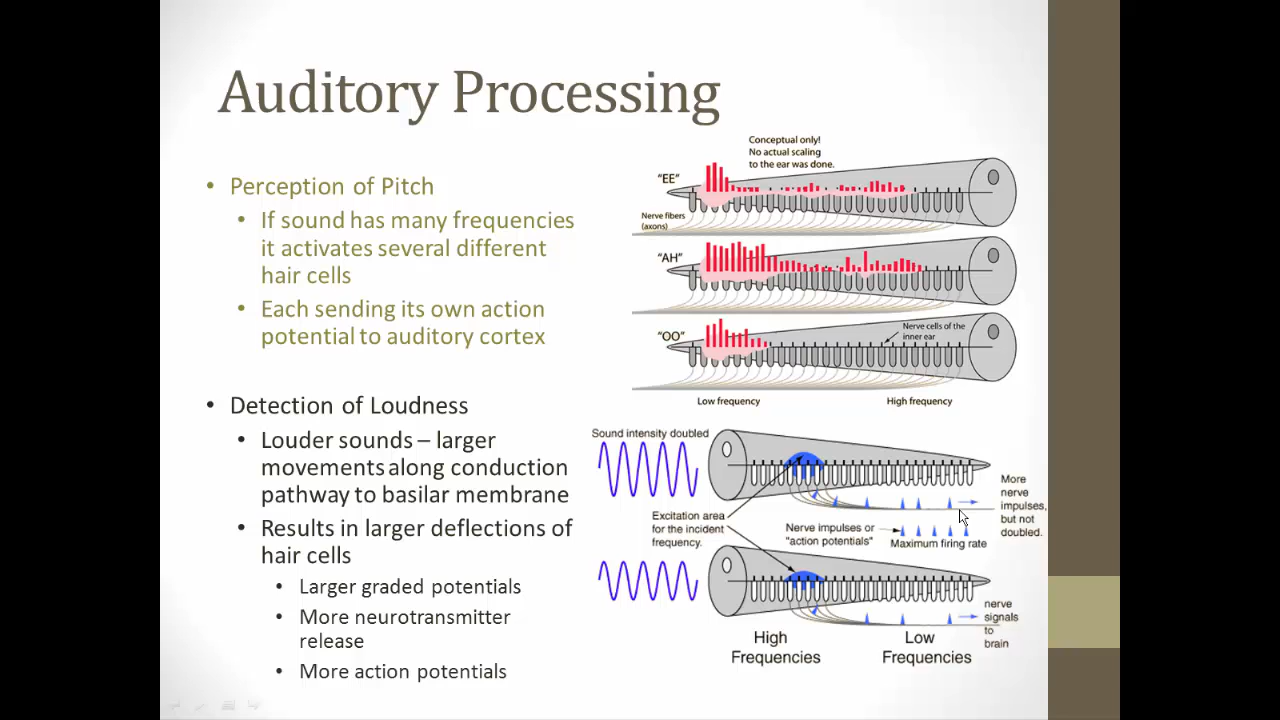 Auditory Processing
• Perception of Pitch
• If sound has many frequencies
it activates several different
hair cells
• Each sending its own action
potential to auditory cortex
• Detection of Loudness
• Louder sounds – larger
movements along conduction
pathway to basilar membrane
• Results in larger deflections of
hair cells
• Larger graded potentials
• More neurotransmitter
release
• More action potentials
Conceptual only!
No actual scaling
to the ear was done.
"EE"
Nerve fibers
(axons)
"AH"
"OO"
Nerve cells of the
inner ear
Low frequency
High frequency
Sound intensity doubled
Excitation area
for the incident
frequency.
Nerve impulses or
"action potentials"
Maximum firing rate
More
nerve
impulses,
but not
doubled.
nerve
signals
to
brain
High
Frequencies
Low
Frequencies